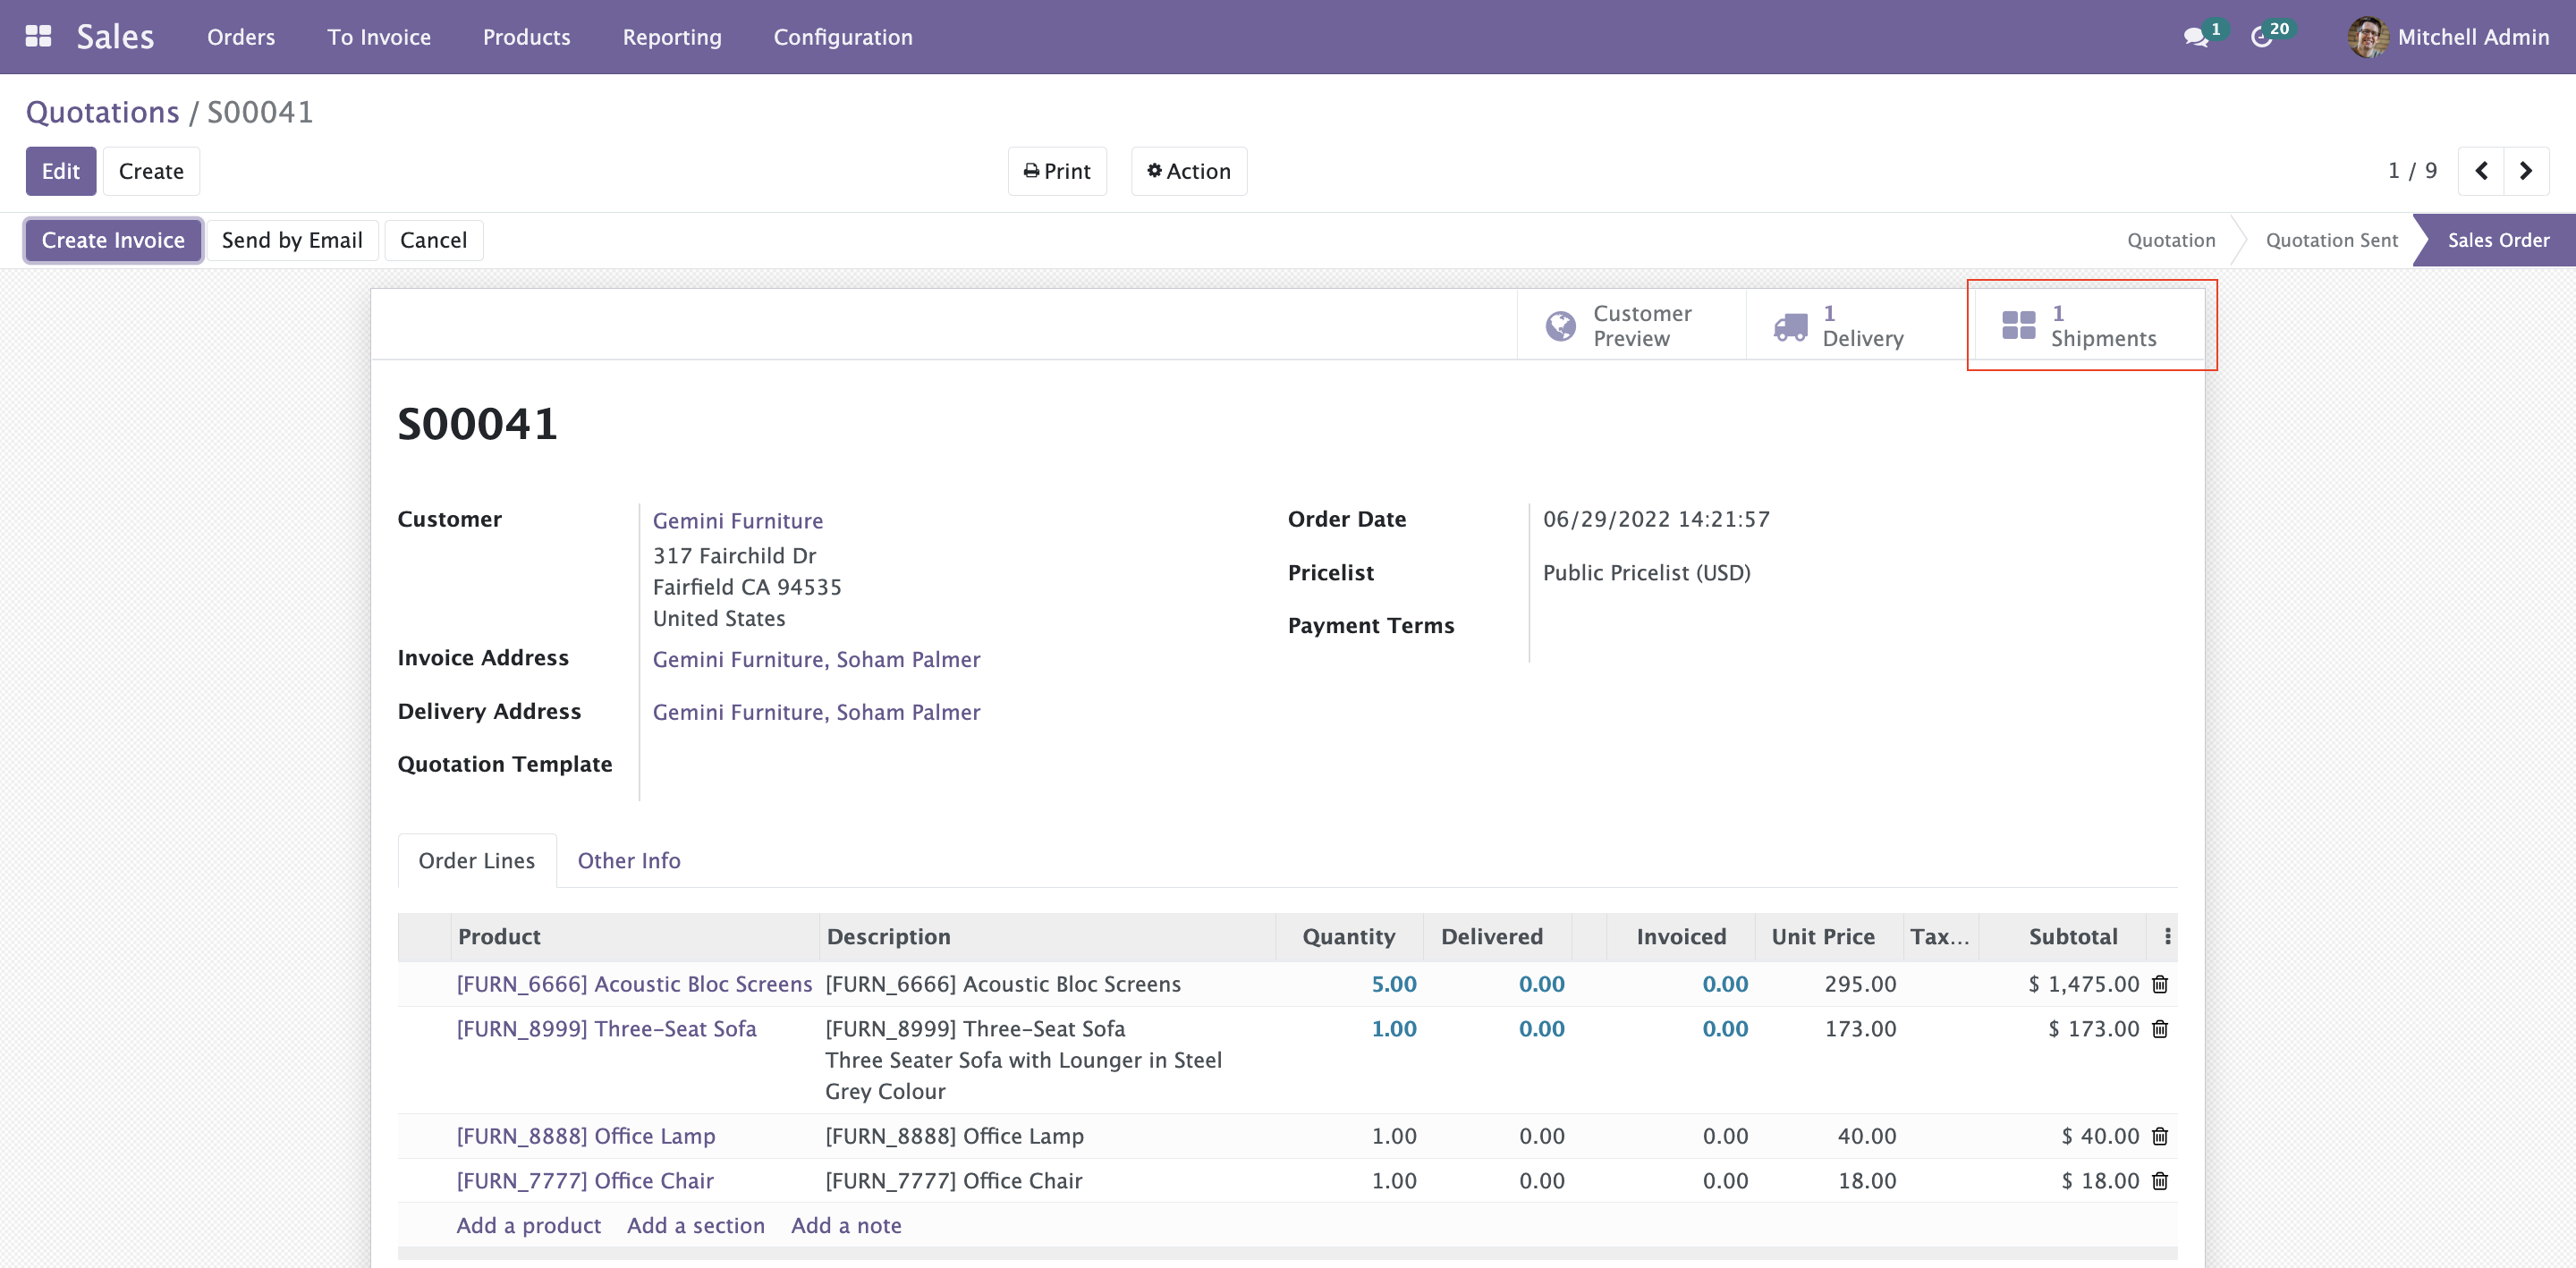 Sales Orders To Invoice Products Reporting Configuration 1 20 Mitchell Admin
Quotations / S00041
Edit Create Print Action 1 / 9
Create Invoice Send by Email Cancel Quotation Quotation Sent Sales Order
Customer Preview
1 Delivery
1 Shipments
S00041
Customer Gemini Furniture
317 Fairchild Dr
Fairfield CA 94535
United States
Invoice Address Gemini Furniture, Soham Palmer
Delivery Address Gemini Furniture, Soham Palmer
Quotation Template
Order Date 06/29/2022 14:21:57
Pricelist Public Pricelist (USD)
Payment Terms
Order Lines Other Info
Product Description Quantity Delivered Invoiced Unit Price Tax... Subtotal
[FURN_6666] Acoustic Bloc Screens [FURN_6666] Acoustic Bloc Screens 5.00 0.00 0.00 295.00 $ 1,475.00
[FURN_8999] Three-Seat Sofa [FURN_8999] Three-Seat Sofa 1.00 0.00 0.00 173.00 $ 173.00
Three Seater Sofa with Lounger in Steel
Grey Colour
[FURN_8888] Office Lamp [FURN_8888] Office Lamp 1.00 0.00 0.00 40.00 $ 40.00
[FURN_7777] Office Chair [FURN_7777] Office Chair 1.00 0.00 0.00 18.00 $ 18.00
Add a product Add a section Add a note